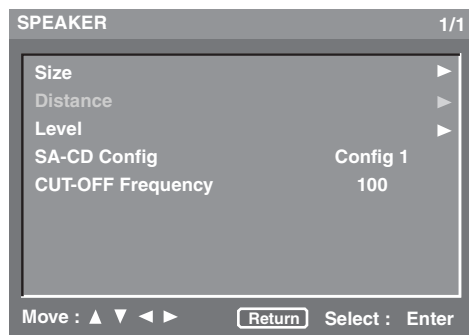 SPEAKER 1/1
Size ►
Distance ►
Level ►
SA-CD Config Config 1
CUT-OFF Frequency 100
Move : ▲ ▼ ◄ ► Return Select : Enter